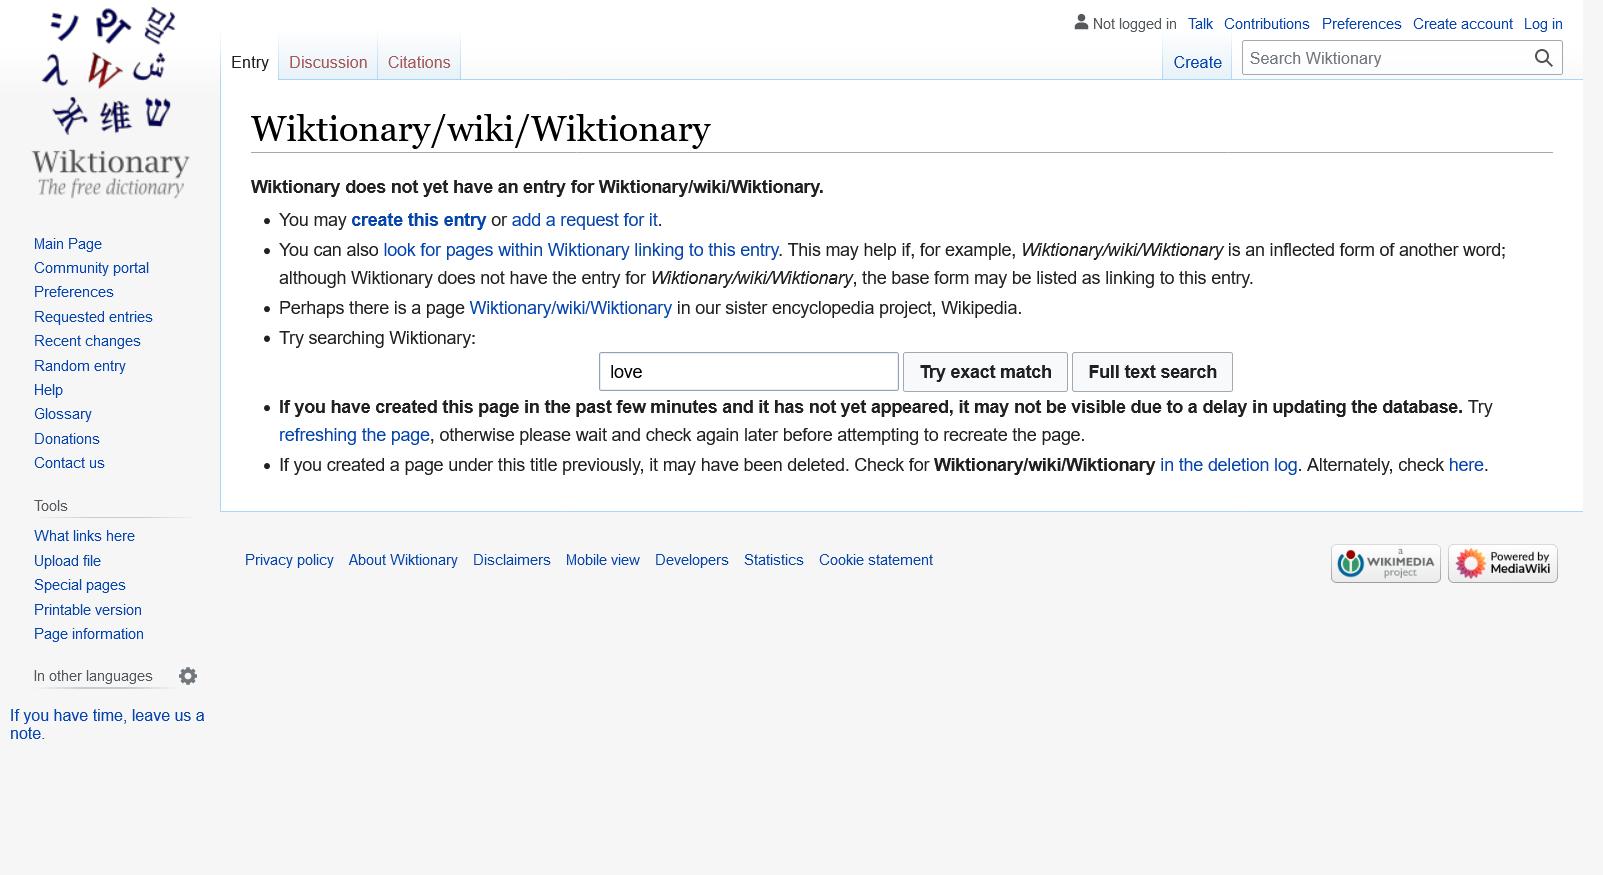 Not logged in Talk Contributions Preferences Create account Log in
Entry Discussion Citations Create Search Wiktionary
シ 말
λ W ش
维 ש
Wiktionary
The free dictionary
Main Page
Community portal
Preferences
Requested entries
Recent changes
Random entry
Help
Glossary
Donations
Contact us
Tools
What links here
Upload file
Special pages
Printable version
Page information
In other languages
If you have time, leave us a
note.
Wiktionary/wiki/Wiktionary
Wiktionary does not yet have an entry for Wiktionary/wiki/Wiktionary.
You may create this entry or add a request for it.
You can also look for pages within Wiktionary linking to this entry. This may help if, for example, Wiktionary/wiki/Wiktionary is an inflected form of another word;
although Wiktionary does not have the entry for Wiktionary/wiki/Wiktionary, the base form may be listed as linking to this entry.
Perhaps there is a page Wiktionary/wiki/Wiktionary in our sister encyclopedia project, Wikipedia.
Try searching Wiktionary:
love Try exact match Full text search
If you have created this page in the past few minutes and it has not yet appeared, it may not be visible due to a delay in updating the database. Try
refreshing the page, otherwise please wait and check again later before attempting to recreate the page.
If you created a page under this title previously, it may have been deleted. Check for Wiktionary/wiki/Wiktionary in the deletion log. Alternately, check here.
Privacy policy About Wiktionary Disclaimers Mobile view Developers Statistics Cookie statement
a
WIKIMEDIA
project
Powered by
MediaWiki